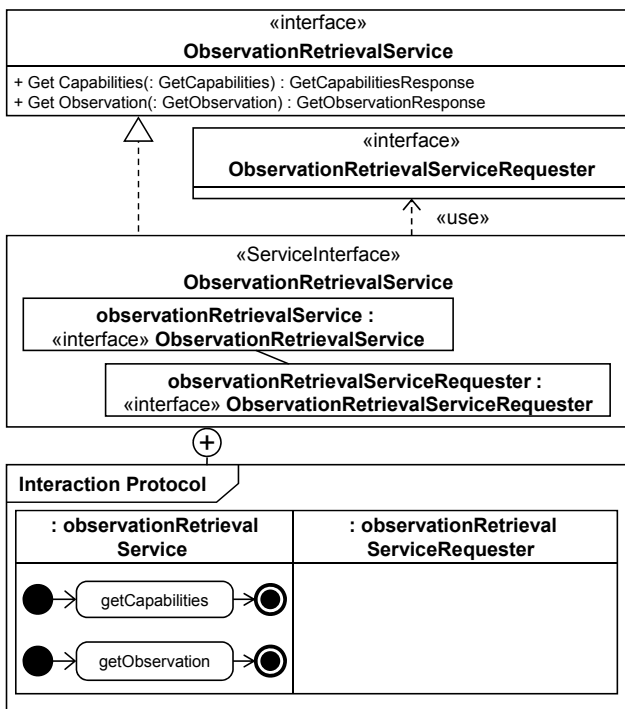 «interface»
ObservationRetrievalService
+ Get Capabilities(: GetCapabilities) : GetCapabilitiesResponse
+ Get Observation(: GetObservation) : GetObservationResponse
«interface»
ObservationRetrievalServiceRequester
«use»
«ServiceInterface»
ObservationRetrievalService
observationRetrievalService :
«interface» ObservationRetrievalService
observationRetrievalServiceRequester :
«interface» ObservationRetrievalServiceRequester
+
Interaction Protocol
: observationRetrieval
Service
: observationRetrieval
ServiceRequester
getCapabilities
getObservation